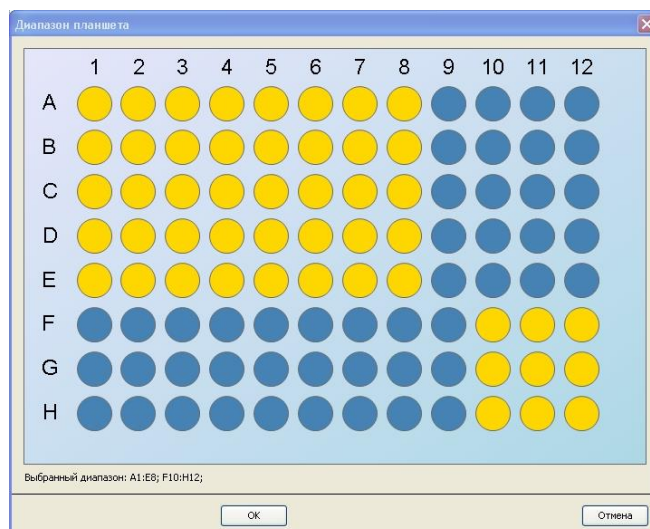 Диапазон планшета
1 2 3 4 5 6 7 8 9 10 11 12
A
B
C
D
E
F
G
H
Выбранный диапазон: A1:E8; F10:H12;
OK Отмена